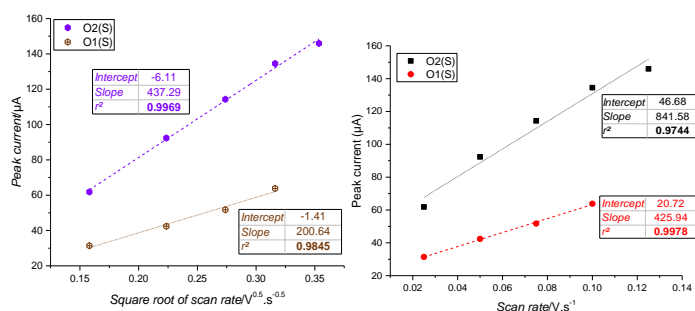 O2(S)
O1(S)
160
140
120
100
80
60
40
20
Peak current/µA
Intercept -6.11
Slope 437.29
r² 0.9969
Intercept -1.41
Slope 200.64
r² 0.9845
0.15 0.20 0.25 0.30 0.35
Square root of scan rate/V^0.5.s^-0.5
O2(S)
O1(S)
160
140
120
100
80
60
40
20
Peak current (µA)
Intercept 46.68
Slope 841.58
r² 0.9744
Intercept 20.72
Slope 425.94
r² 0.9978
0.02 0.04 0.06 0.08 0.10 0.12 0.14
Scan rate/V.s^-1